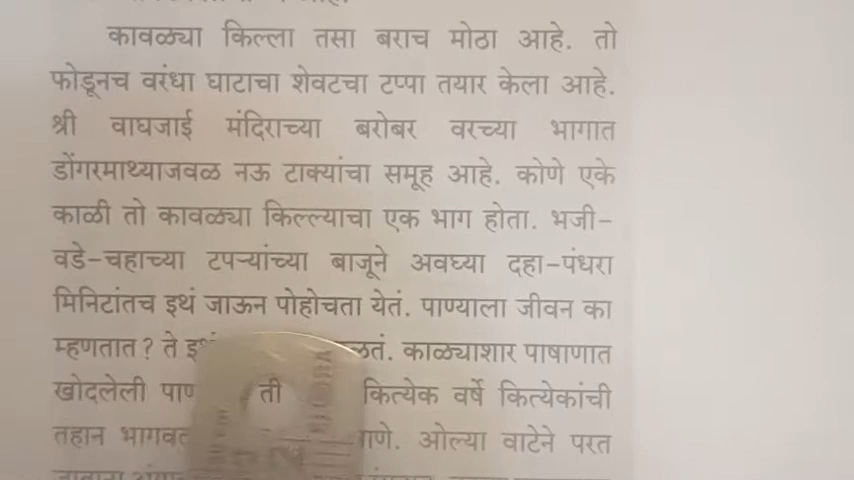 कावळ्या किल्ला तसा बराच मोठा आहे. तो
फोडूनच वरंधा घाटाचा शेवटचा टप्पा तयार केला आहे.
श्री वाघजाई मंदिराच्या बरोबर वरच्या भागात
डोंगरमाथ्याजवळ नऊ टाक्यांचा समूह आहे. कोणे एके
काळी तो कावळ्या किल्ल्याचा एक भाग होता. भजी-
वडे-चहाच्या टपऱ्यांच्या बाजूने अवघ्या दहा-पंधरा
मिनिटांतच इथं जाऊन पोहोचता येतं. पाण्याला जीवन का
म्हणतात? ते काळ्याशार पाषाणात
खोदलेली ती कित्येक वर्षे कित्येकांची
तहान ओल्या वाटेने परत